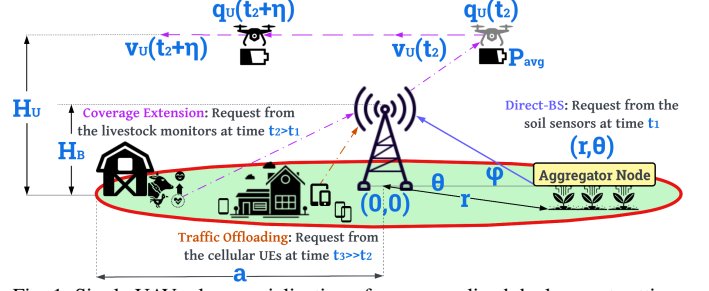 qᵤ(t₂+η)
qᵤ(t₂)
vᵤ(t₂+η)
vᵤ(t₂)
Pₐᵥg
Hᵤ
Coverage Extension: Request from
the livestock monitors at time t₂>t₁
Direct-BS: Request from the
soil sensors at time t₁
H_B
(r,θ)
Aggregator Node
φ
θ
r
(0,0)
Traffic Offloading: Request from
the cellular UEs at time t₃>>t₂
a